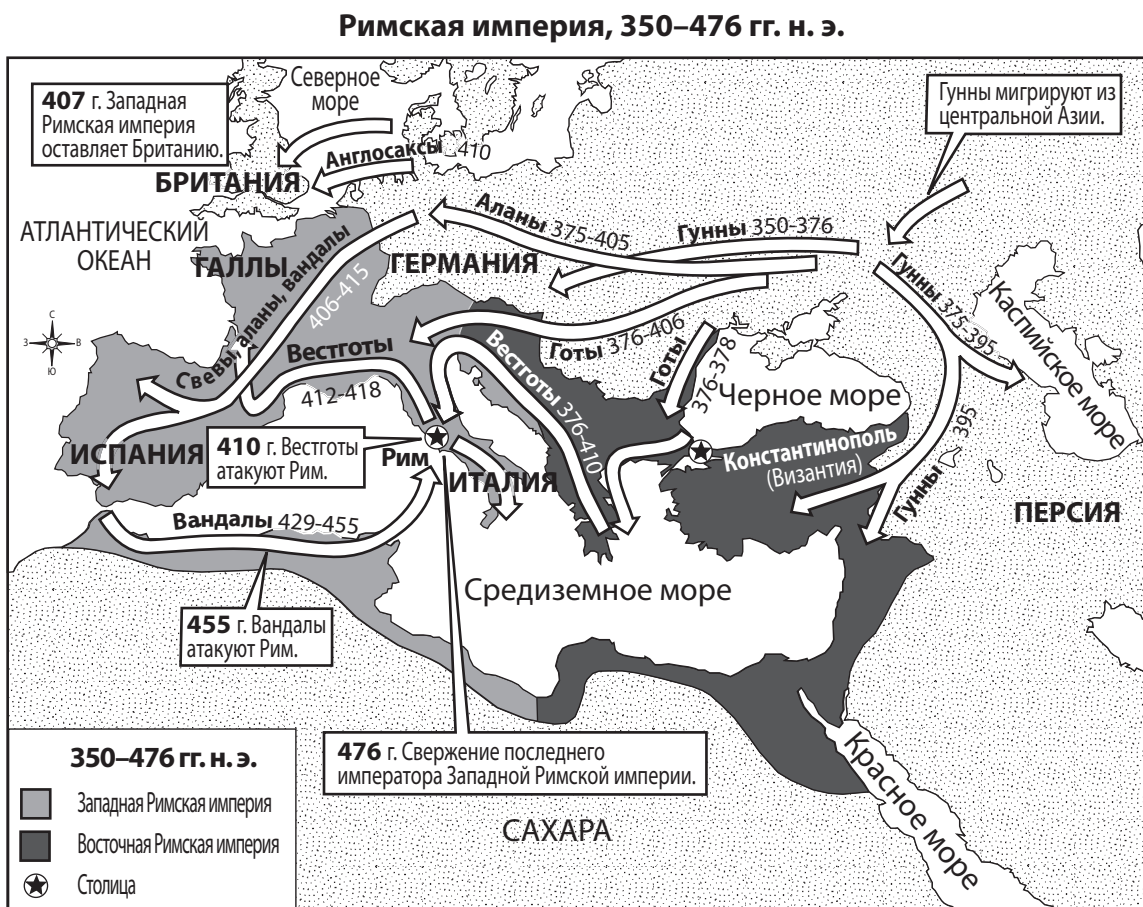 Римская империя, 350–476 гг. н. э.
407 г. Западная
Римская империя
оставляет Британию.
Северное
море
Гунны мигрируют из
центральной Азии.
Англосаксы 410
БРИТАНИЯ
АТЛАНТИЧЕСКИЙ
ОКЕАН
ГАЛЛЫ
ГЕРМАНИЯ
Аланы 375-405
Гунны 350-376
Гунны 375-395
Каспийское море
Свевы, аланы, вандалы
406-415
С
З
В
Ю
Вестготы
412-418
Готы 376-406
Вестготы 376-410
Готы
376-378
Черное море
395
Гунны
ИСПАНИЯ
410 г. Вестготы
атакуют Рим.
Рим
ИТАЛИЯ
Константинополь
(Византия)
ПЕРСИЯ
Вандалы 429-455
Средиземное море
455 г. Вандалы
атакуют Рим.
476 г. Свержение последнего
императора Западной Римской империи.
Красное море
САХАРА
350–476 гг. н. э.
Западная Римская империя
Восточная Римская империя
Столица